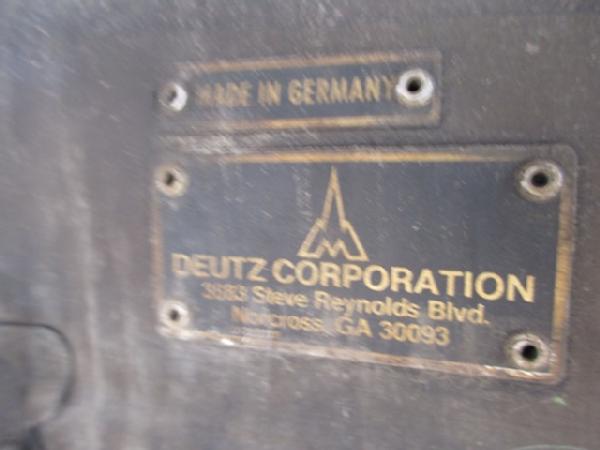 MADE IN GERMANY
DEUTZ CORPORATION
3883 Steve Reynolds Blvd.
Norcross, GA 30093